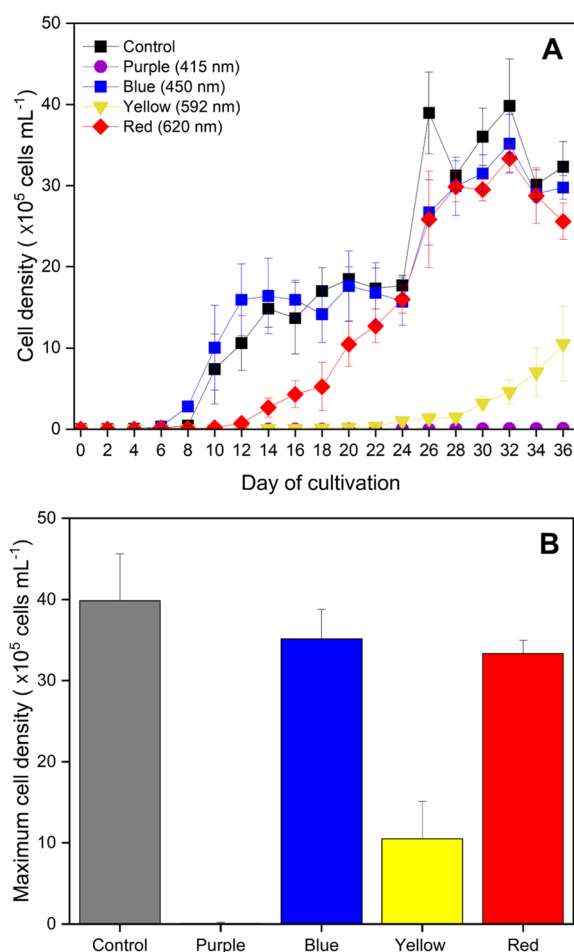 50
A
Control
Purple (415 nm)
Blue (450 nm)
Yellow (592 nm)
Red (620 nm)
40
30
20
10
0
Cell density ( x10⁵ cells mL⁻¹)
0 2 4 6 8 10 12 14 16 18 20 22 24 26 28 30 32 34 36
Day of cultivation
50
B
40
30
20
10
0
Maximum cell density ( x10⁵ cells mL⁻¹)
Control Purple Blue Yellow Red